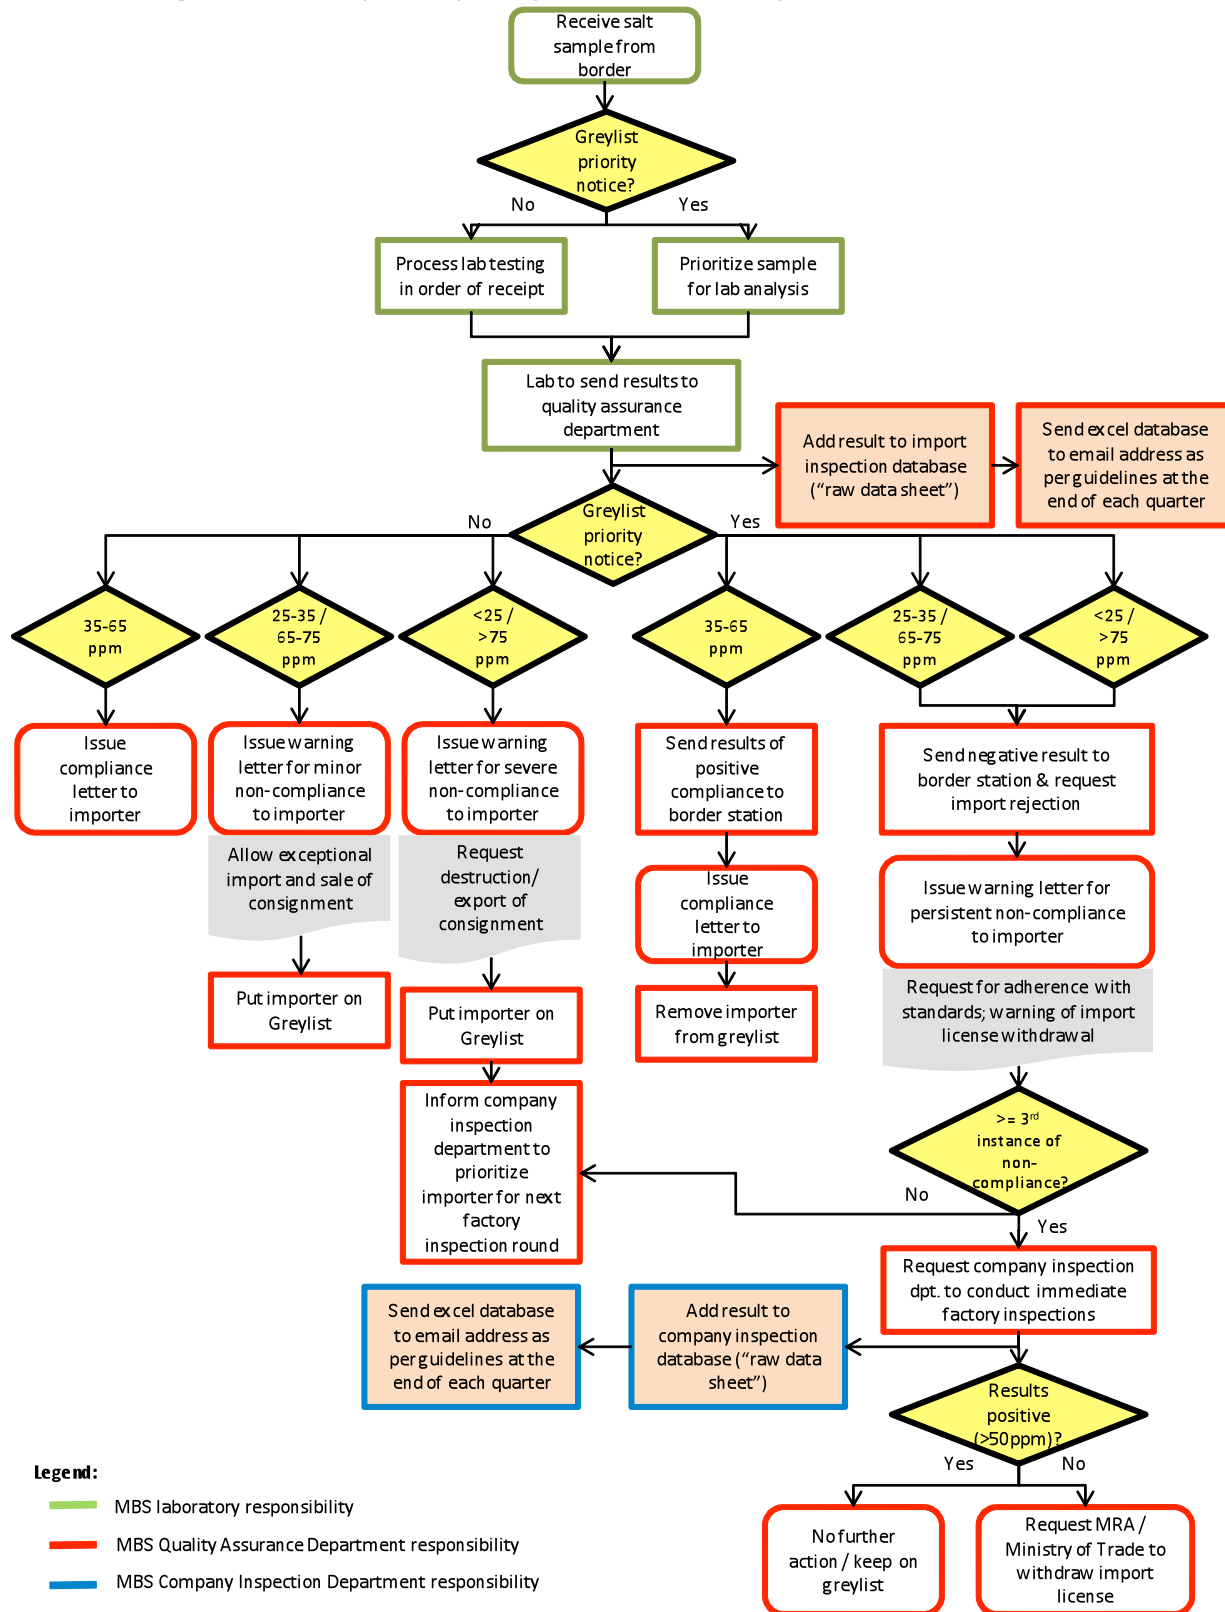 Receive salt
sample from
border
Greylist
priority
notice?
No
Yes
Process lab testing
in order of receipt
Prioritize sample
for lab analysis
Lab to send results to
quality assurance
department
Add result to import
inspection database
(“raw data sheet”)
Send excel database
to email address as
per guidelines at the
end of each quarter
Greylist
priority
notice?
No
Yes
35-65
ppm
25-35 /
65-75
ppm
<25 /
>75
ppm
35-65
ppm
25-35 /
65-75
ppm
<25 /
>75
ppm
Issue
compliance
letter to
importer
Issue warning
letter for minor
non-compliance
to importer
Issue warning
letter for severe
non-compliance
to importer
Send results of
positive
compliance to
border station
Send negative result to
border station & request
import rejection
Allow exceptional
import and sale of
consignment
Request
destruction/
export of
consignment
Issue
compliance
letter to
importer
Issue warning letter for
persistent non-compliance
to importer
Put importer on
Greylist
Put importer on
Greylist
Remove importer
from greylist
Request for adherence with
standards; warning of import
license withdrawal
Inform company
inspection
department to
prioritize
importer for next
factory
inspection round
>= 3rd
instance of
non-
compliance?
No
Yes
Request company inspection
dpt. to conduct immediate
factory inspections
Send excel database
to email address as
per guidelines at the
end of each quarter
Add result to
company inspection
database (“raw data
sheet”)
Results
positive
(>50ppm)?
Yes
No
No further
action / keep on
greylist
Request MRA /
Ministry of Trade to
withdraw import
license
Legend:
MBS laboratory responsibility
MBS Quality Assurance Department responsibility
MBS Company Inspection Department responsibility